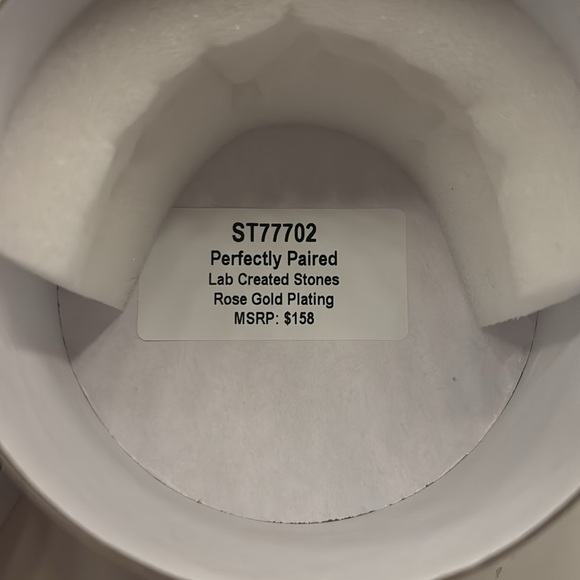 ST77702
Perfectly Paired
Lab Created Stones
Rose Gold Plating
MSRP: $158